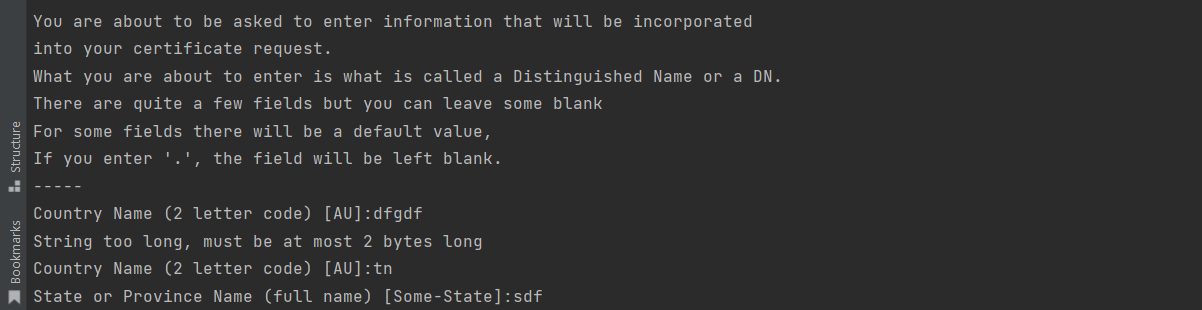 You are about to be asked to enter information that will be incorporated
into your certificate request.
What you are about to enter is what is called a Distinguished Name or a DN.
There are quite a few fields but you can leave some blank
For some fields there will be a default value,
If you enter '.', the field will be left blank.
-----
Country Name (2 letter code) [AU]:dfgdf
String too long, must be at most 2 bytes long
Country Name (2 letter code) [AU]:tn
State or Province Name (full name) [Some-State]:sdf
Structure
Bookmarks